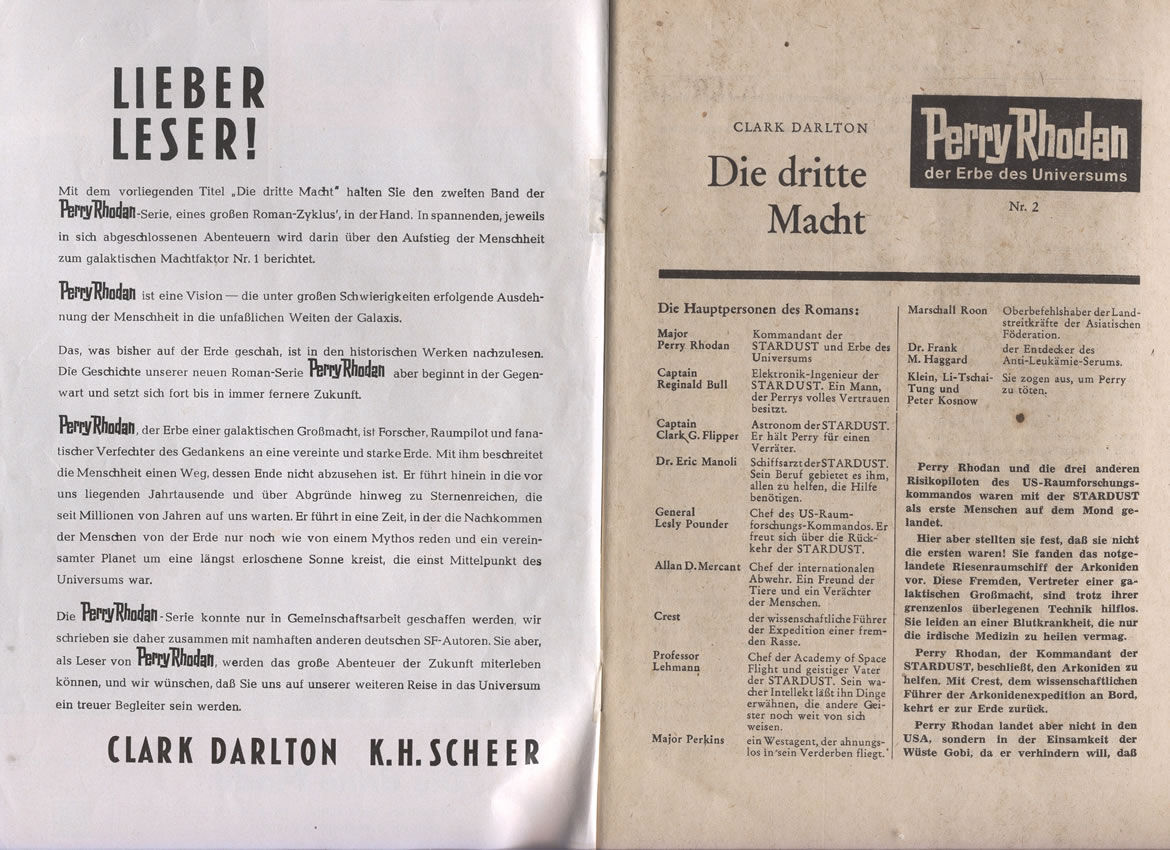 LIEBER
LESER!
Mit dem vorliegenden Titel „Die dritte Macht" halten Sie den zweiten Band der
Perry Rhodan-Serie, eines großen Roman-Zyklus', in der Hand. In spannenden, jeweils
in sich abgeschlossenen Abenteuern wird darin über den Aufstieg der Menschheit
zum galaktischen Machtfaktor Nr. 1 berichtet.
Perry Rhodan ist eine Vision — die unter großen Schwierigkeiten erfolgende Ausdeh-
nung der Menschheit in die unfaßlichen Weiten der Galaxis.
Das, was bisher auf der Erde geschah, ist in den historischen Werken nachzulesen.
Die Geschichte unserer neuen Roman-Serie Perry Rhodan aber beginnt in der Gegen-
wart und setzt sich fort bis in immer fernere Zukunft.
Perry Rhodan, der Erbe einer galaktischen Großmacht, ist Forscher, Raumpilot und fana-
tischer Verfechter des Gedankens an eine vereinte und starke Erde. Mit ihm beschreitet
die Menschheit einen Weg, dessen Ende nicht abzusehen ist. Er führt hinein in die vor
uns liegenden Jahrtausende und über Abgründe hinweg zu Sternenreichen, die
seit Millionen von Jahren auf uns warten. Er führt in eine Zeit, in der die Nachkommen
der Menschen von der Erde nur noch wie von einem Mythos reden und ein verein-
samter Planet um eine längst erloschene Sonne kreist, die einst Mittelpunkt des
Universums war.
Die Perry Rhodan-Serie konnte nur in Gemeinschaftsarbeit geschaffen werden, wir
schrieben sie daher zusammen mit namhaften anderen deutschen SF-Autoren. Sie aber,
als Leser von Perry Rhodan, werden das große Abenteuer der Zukunft miterleben
können, und wir wünschen, daß Sie uns auf unserer weiteren Reise in das Universum
ein treuer Begleiter sein werden.
CLARK DARLTON K.H. SCHEER
CLARK DARLTON
Die dritte
Macht
Perry Rhodan
der Erbe des Universums
Nr. 2
Die Hauptpersonen des Romans:
Major Perry Rhodan Kommandant der
STARDUST und Erbe des
Universums
Captain Reginald Bull Elektronik-Ingenieur der
STARDUST. Ein Mann,
der Perrys volles Vertrauen
besitzt.
Captain Clark G. Flipper Astronom der STARDUST.
Er hält Perry für einen
Verräter.
Dr. Eric Manoli Schiffsarzt der STARDUST.
Sein Beruf gebietet es ihm,
allen zu helfen, die Hilfe
benötigen.
General Lesly Pounder Chef des US-Raum-
forschungs-Kommandos. Er
freut sich über die Rück-
kehr der STARDUST.
Allan D. Mercant Chef der internationalen
Abwehr. Ein Freund der
Tiere und ein Verächter
der Menschen.
Crest der wissenschaftliche Führer
der Expedition einer frem-
den Rasse.
Professor Lehmann Chef der Academy of Space
Flight und geistiger Vater
der STARDUST. Sein wa-
cher Intellekt läßt ihn Dinge
erwähnen, die andere Gei-
ster noch weit von sich
weisen.
Major Perkins ein Westagent, der ahnungs-
los in sein Verderben fliegt.
Marschall Roon Oberbefehlshaber der Land-
streitkräfte der Asiatischen
Föderation.
Dr. Frank M. Haggard der Entdecker des
Anti-Leukämie-Serums.
Klein, Li-Tschai-Tung und Peter Kosnow Sie zogen aus, um Perry
zu töten.
Perry Rhodan und die drei anderen
Risikopiloten des US-Raumforschungs-
kommandos waren mit der STARDUST
als erste Menschen auf dem Mond ge-
landet.
Hier aber stellten sie fest, daß sie nicht
die ersten waren! Sie fanden das notge-
landete Riesenraumschiff der Arkoniden
vor. Diese Fremden, Vertreter einer ga-
laktischen Großmacht, sind trotz ihrer
grenzenlos überlegenen Technik hilflos.
Sie leiden an einer Blutkrankheit, die nur
die irdische Medizin zu heilen vermag.
Perry Rhodan, der Kommandant der
STARDUST, beschließt, den Arkoniden zu
helfen. Mit Crest, dem wissenschaftlichen
Führer der Arkonidenexpedition an Bord,
kehrt er zur Erde zurück.
Perry Rhodan landet aber nicht in den
USA, sondern in der Einsamkeit der
Wüste Gobi, da er verhindern will, daß